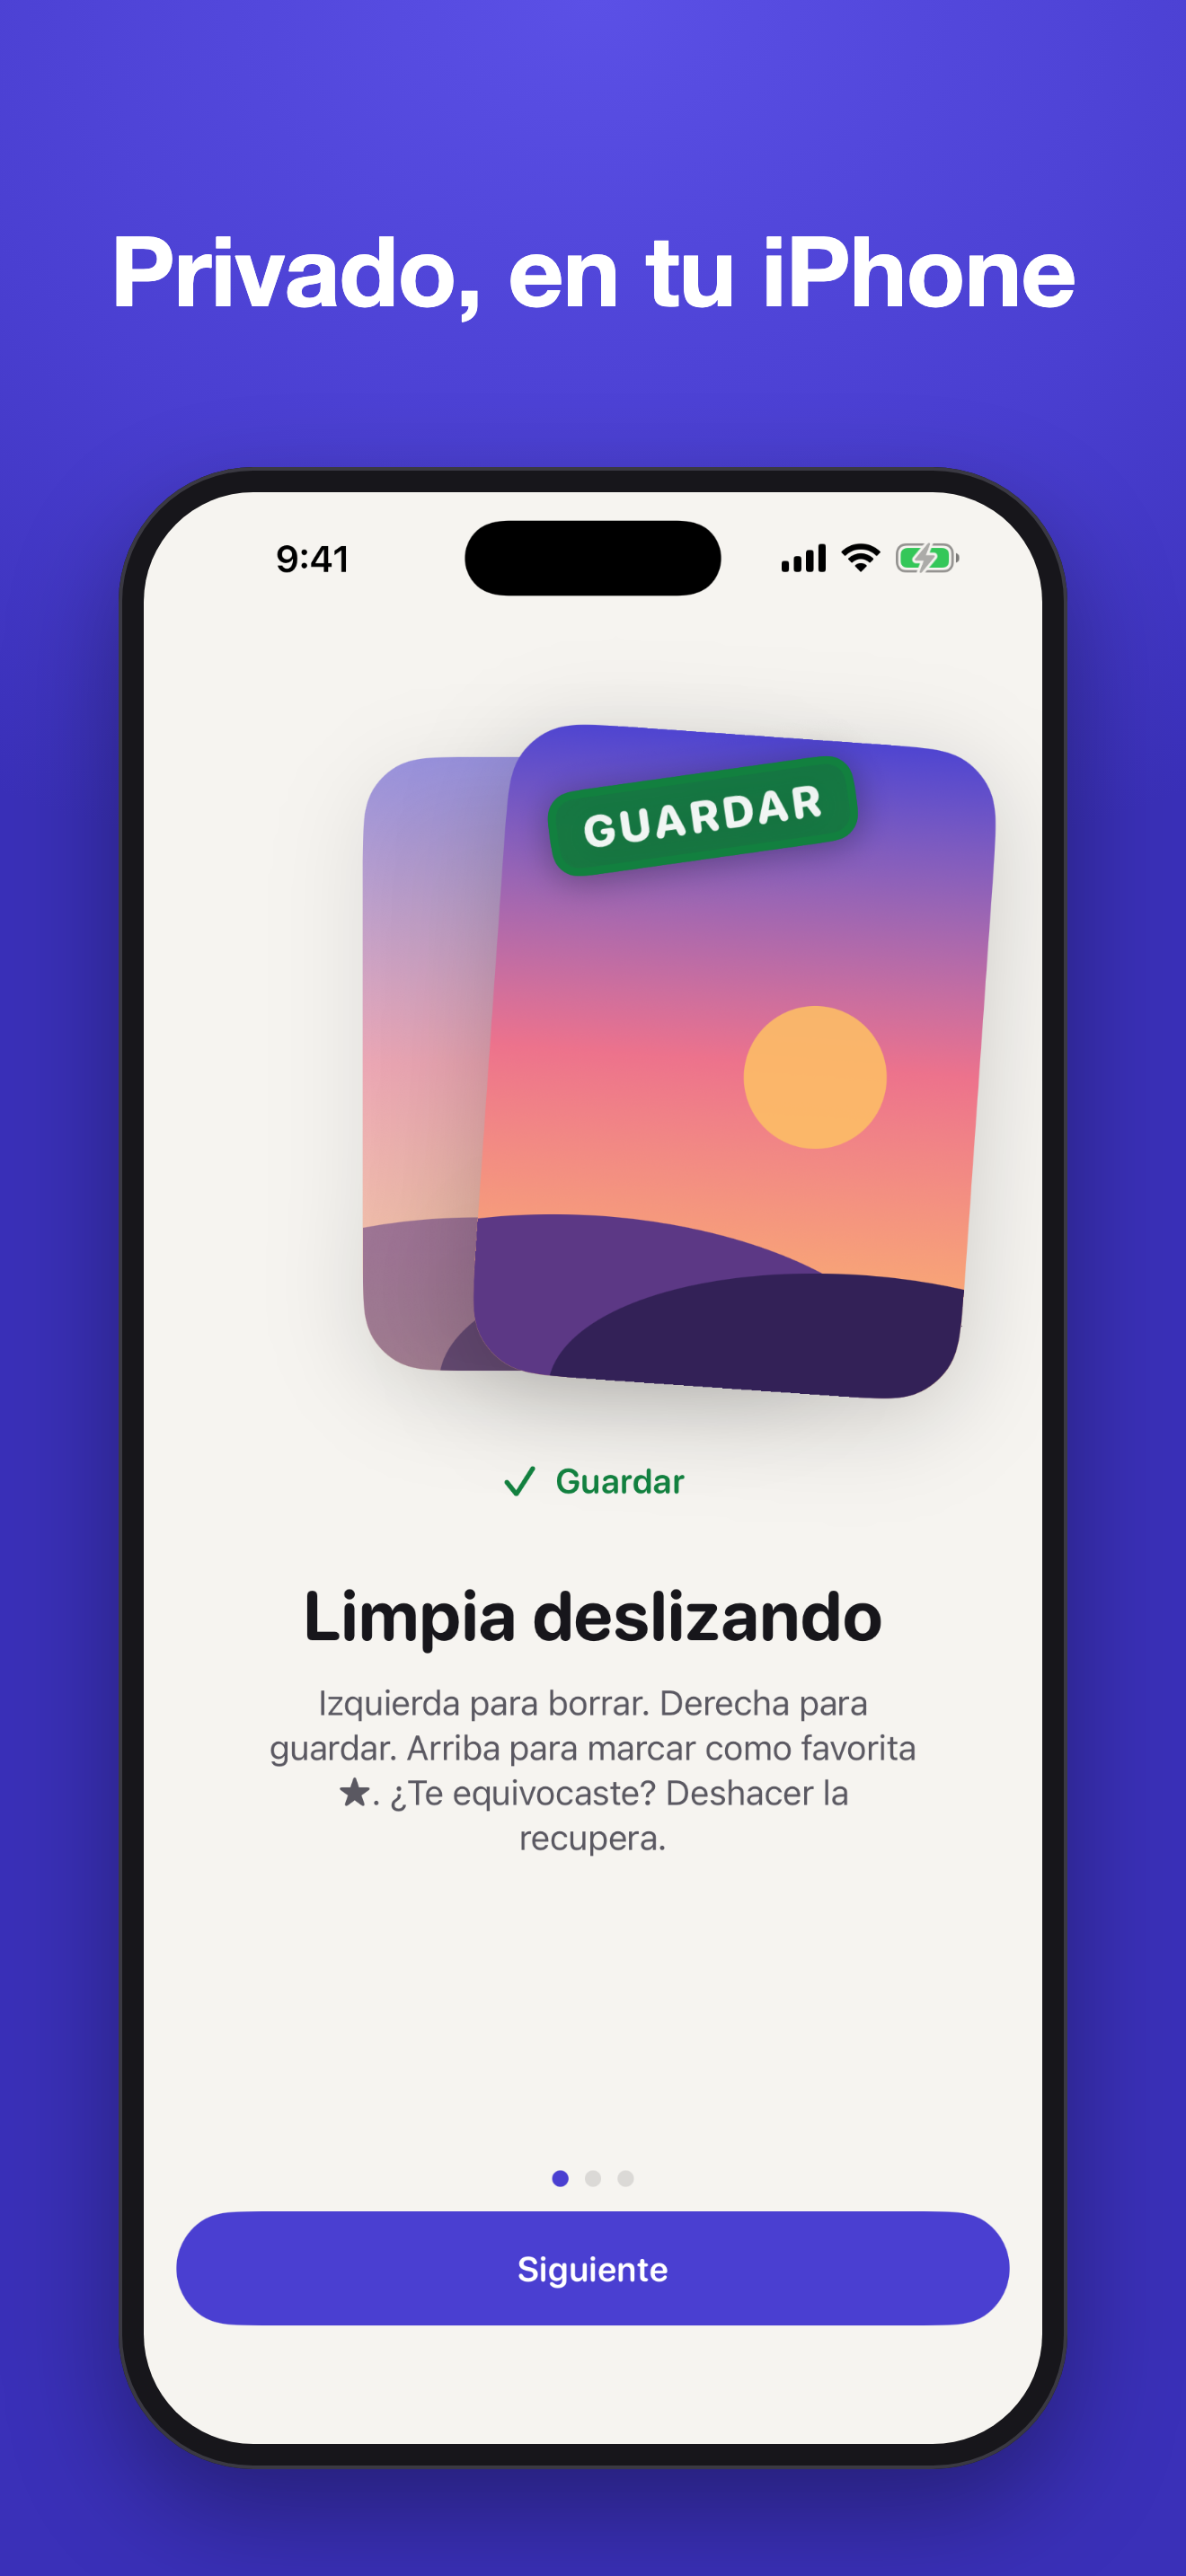 Privado, en tu iPhone
9:41
GUARDAR
Guardar
Limpia deslizando
Izquierda para borrar. Derecha para
guardar. Arriba para marcar como favorita
★. ¿Te equivocaste? Deshacer la
recupera.
Siguiente